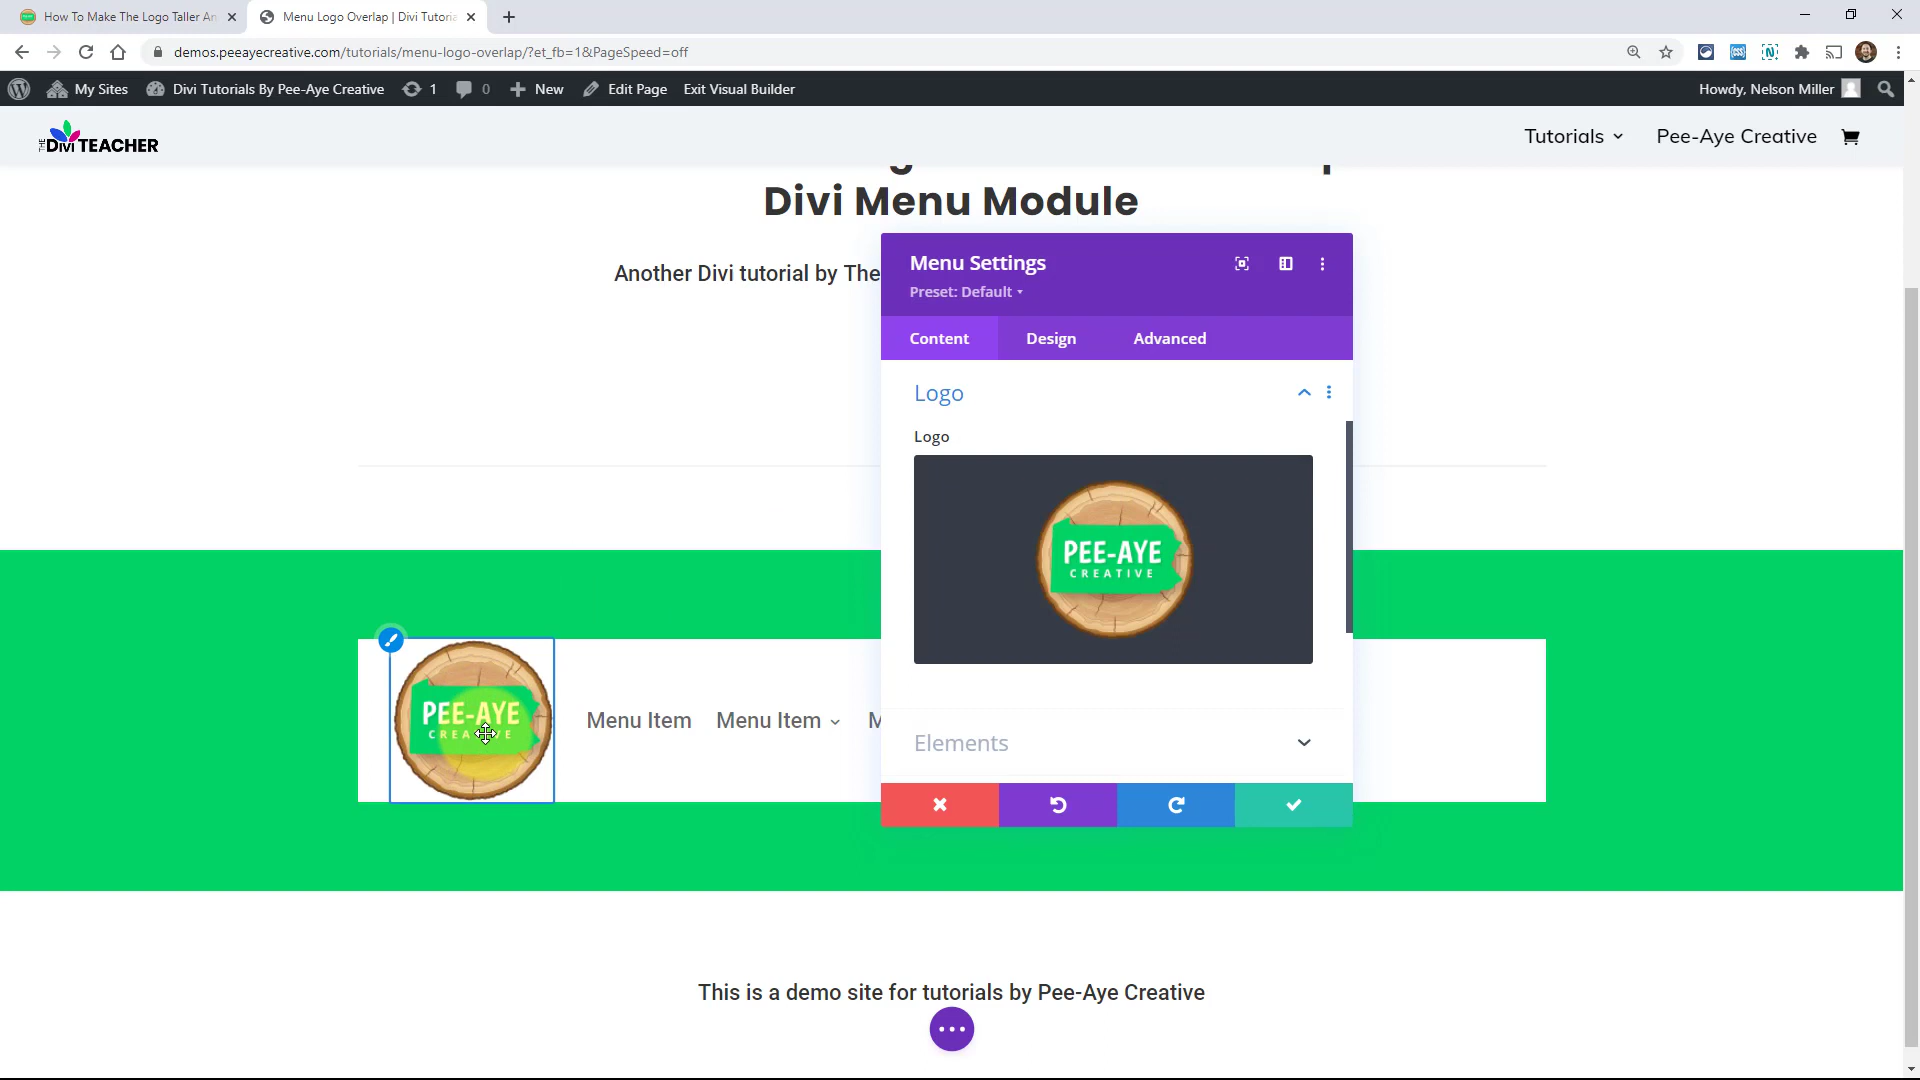 How To Make The Logo Taller An
Menu Logo Overlap | Divi Tutoria
demos.peeayecreative.com/tutorials/menu-logo-overlap/?et_fb=1&PageSpeed=off
My Sites
Divi Tutorials By Pee-Aye Creative
1
0
New
Edit Page
Exit Visual Builder
Howdy, Nelson Miller
THE DIVI TEACHER
Tutorials
Pee-Aye Creative
Divi Menu Module
Another Divi tutorial by The
Menu Settings
Preset: Default
Content
Design
Advanced
Logo
Logo
PEE-AYE
CREATIVE
Elements
PEE-AYE
CREATIVE
Menu Item
Menu Item
M
This is a demo site for tutorials by Pee-Aye Creative